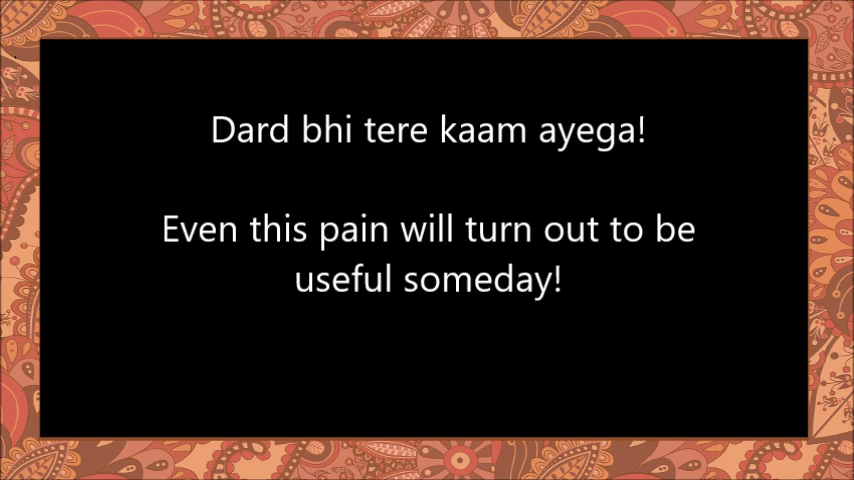 Dard bhi tere kaam ayega!
Even this pain will turn out to be
useful someday!